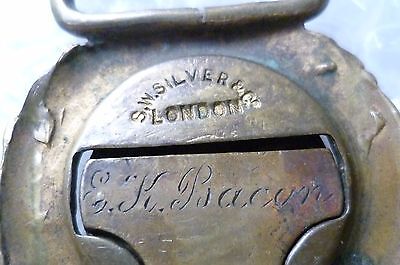 S.W. SILVER & Co
LONDON
E. K. Bacon